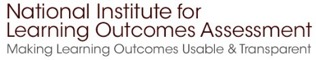 National Institute for
Learning Outcomes Assessment
Making Learning Outcomes Usable & Transparent